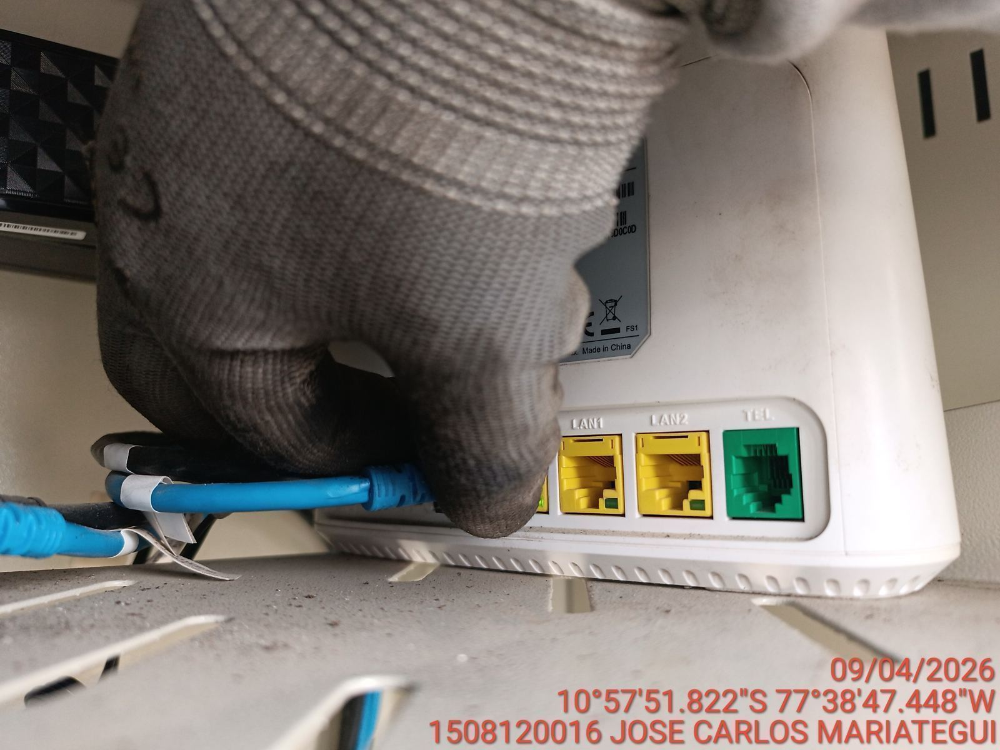 D0C0D
FS1
Made in China
LAN1
LAN2
TEL
09/04/2026
10°57'51.822"S 77°38'47.448"W
1508120016 JOSE CARLOS MARIATEGUI